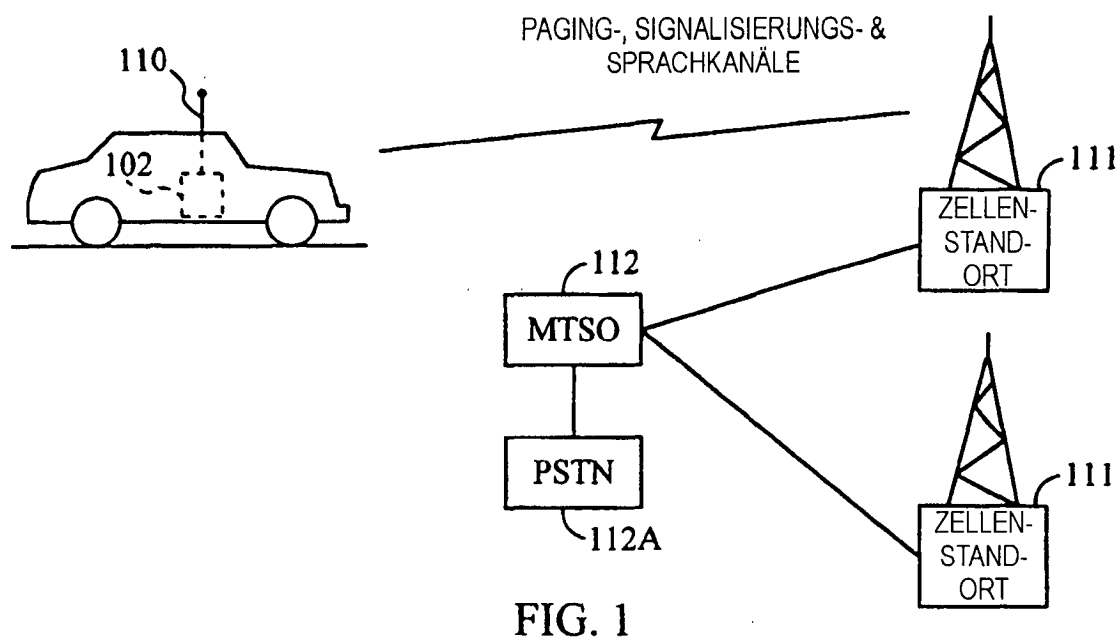 PAGING-, SIGNALISIERUNGS- &
SPRACHKANÄLE
110
102
111
ZELLEN-
STAND-
ORT
112
MTSO
PSTN
112A
111
ZELLEN-
STAND-
ORT
FIG. 1